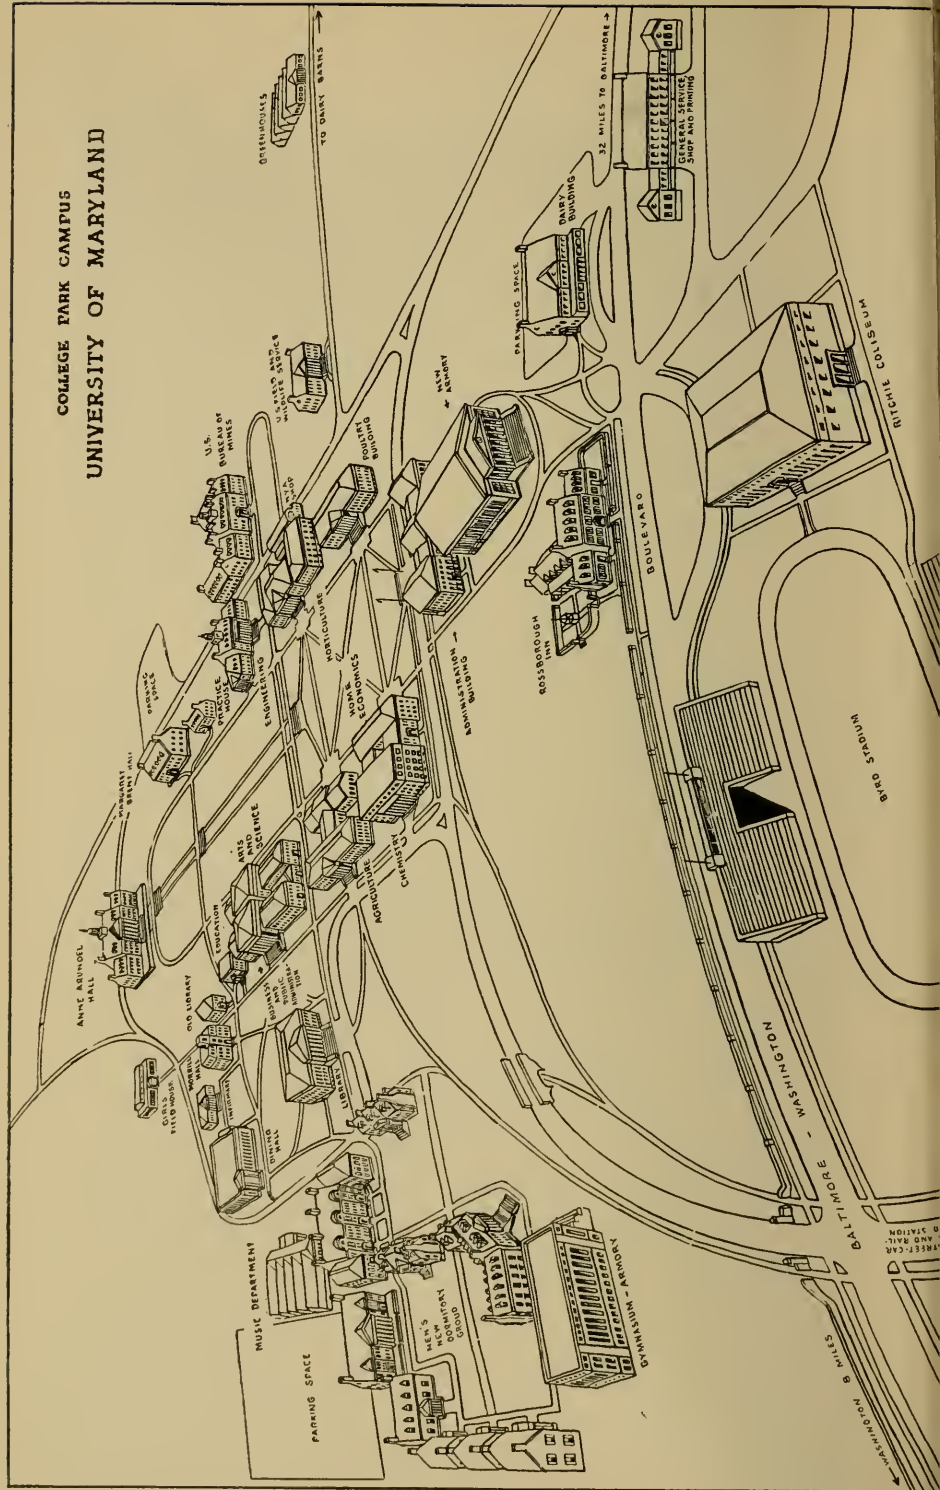 COLLEGE PARK CAMPUS
UNIVERSITY OF MARYLAND
GREENHOUSES
TO DAIRY BARNS
32 MILES TO BALTIMORE
GENERAL SERVICE,
SHOP AND PRINTING
DAIRY
BUILDING
PARKING SPACE
U.S. FIELD AND
WILDLIFE SERVICE
U.S.
BUREAU OF
MINES
POULTRY
BUILDING
NEW
ARMORY
RITCHIE COLISEUM
BOULEVARD
ROSSBOROUGH
INN
ADMINISTRATION
BUILDING
HORTICULTURE
HOME
ECONOMICS
ENGINEERING
PRACTICE
HOUSE
PARKING
SPACE
MARGARET
BRENT HALL
ANNE ARUNDEL
HALL
ARTS
AND
SCIENCE
EDUCATION
AGRICULTURE
CHEMISTRY
BUSINESS
AND
PUBLIC
ADMINISTRA-
TION
OLD LIBRARY
MORRILL
HALL
GIRLS
FIELD HOUSE
INFIRMARY
DINING
HALL
LIBRARY
MUSIC DEPARTMENT
PARKING SPACE
MEN'S
NEW
DORMITORY
GROUP
GYMNASIUM - ARMORY
BYRD STADIUM
BALTIMORE - WASHINGTON
WASHINGTON 8 MILES
STREET-CAR
AND RAIL-
STATION